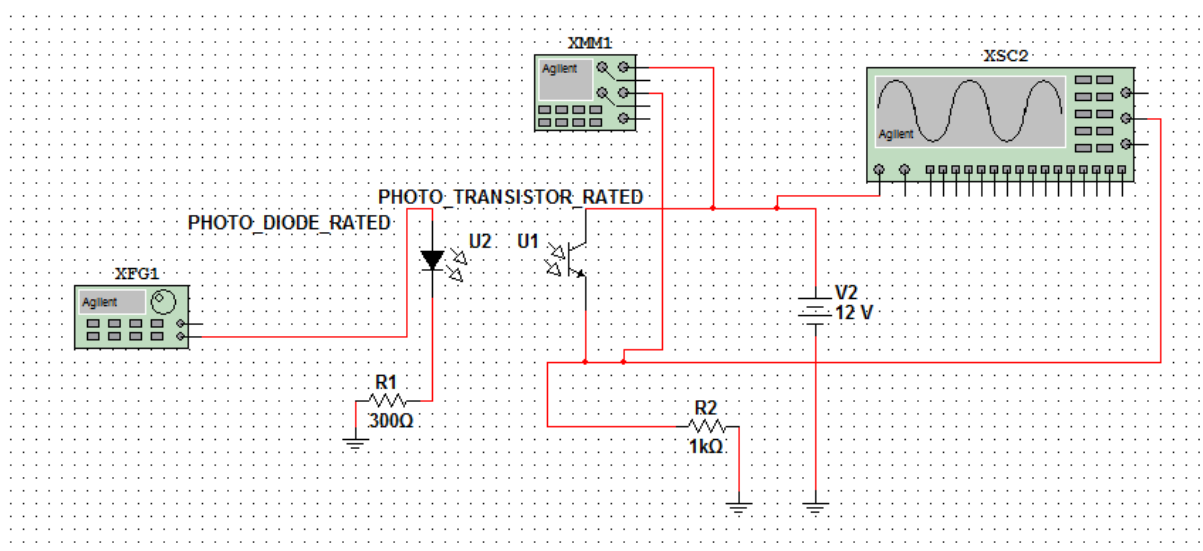 XMM1
Agilent
XSC2
Agilent
PHOTO_TRANSISTOR_RATED
PHOTO_DIODE_RATED
U2
U1
XFG1
Agilent
V2
12 V
R1
300Ω
R2
1kΩ